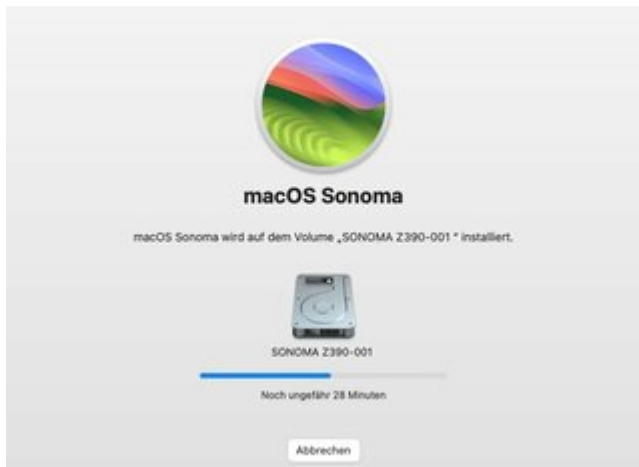 macOS Sonoma
macOS Sonoma wird auf dem Volume „SONOMA Z390-001 “ installiert.
SONOMA Z390-001
Noch ungefähr 28 Minuten
Abbrechen